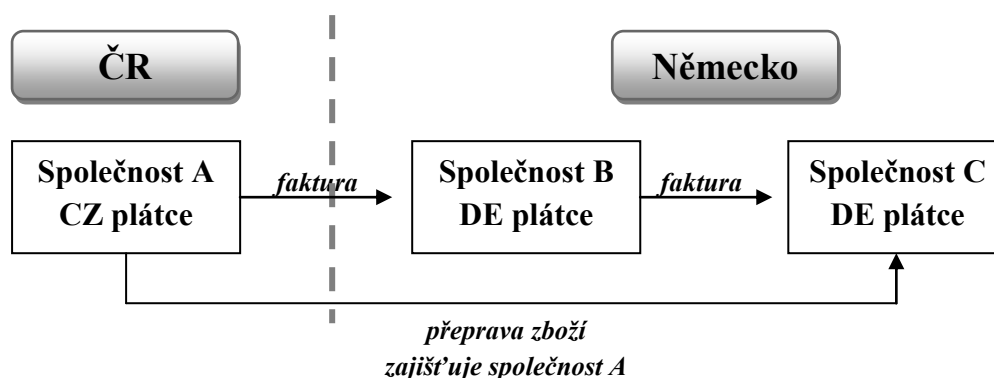 ČR
Německo
Společnost A
CZ plátce
faktura
Společnost B
DE plátce
faktura
Společnost C
DE plátce
přeprava zboží
zajišťuje společnost A